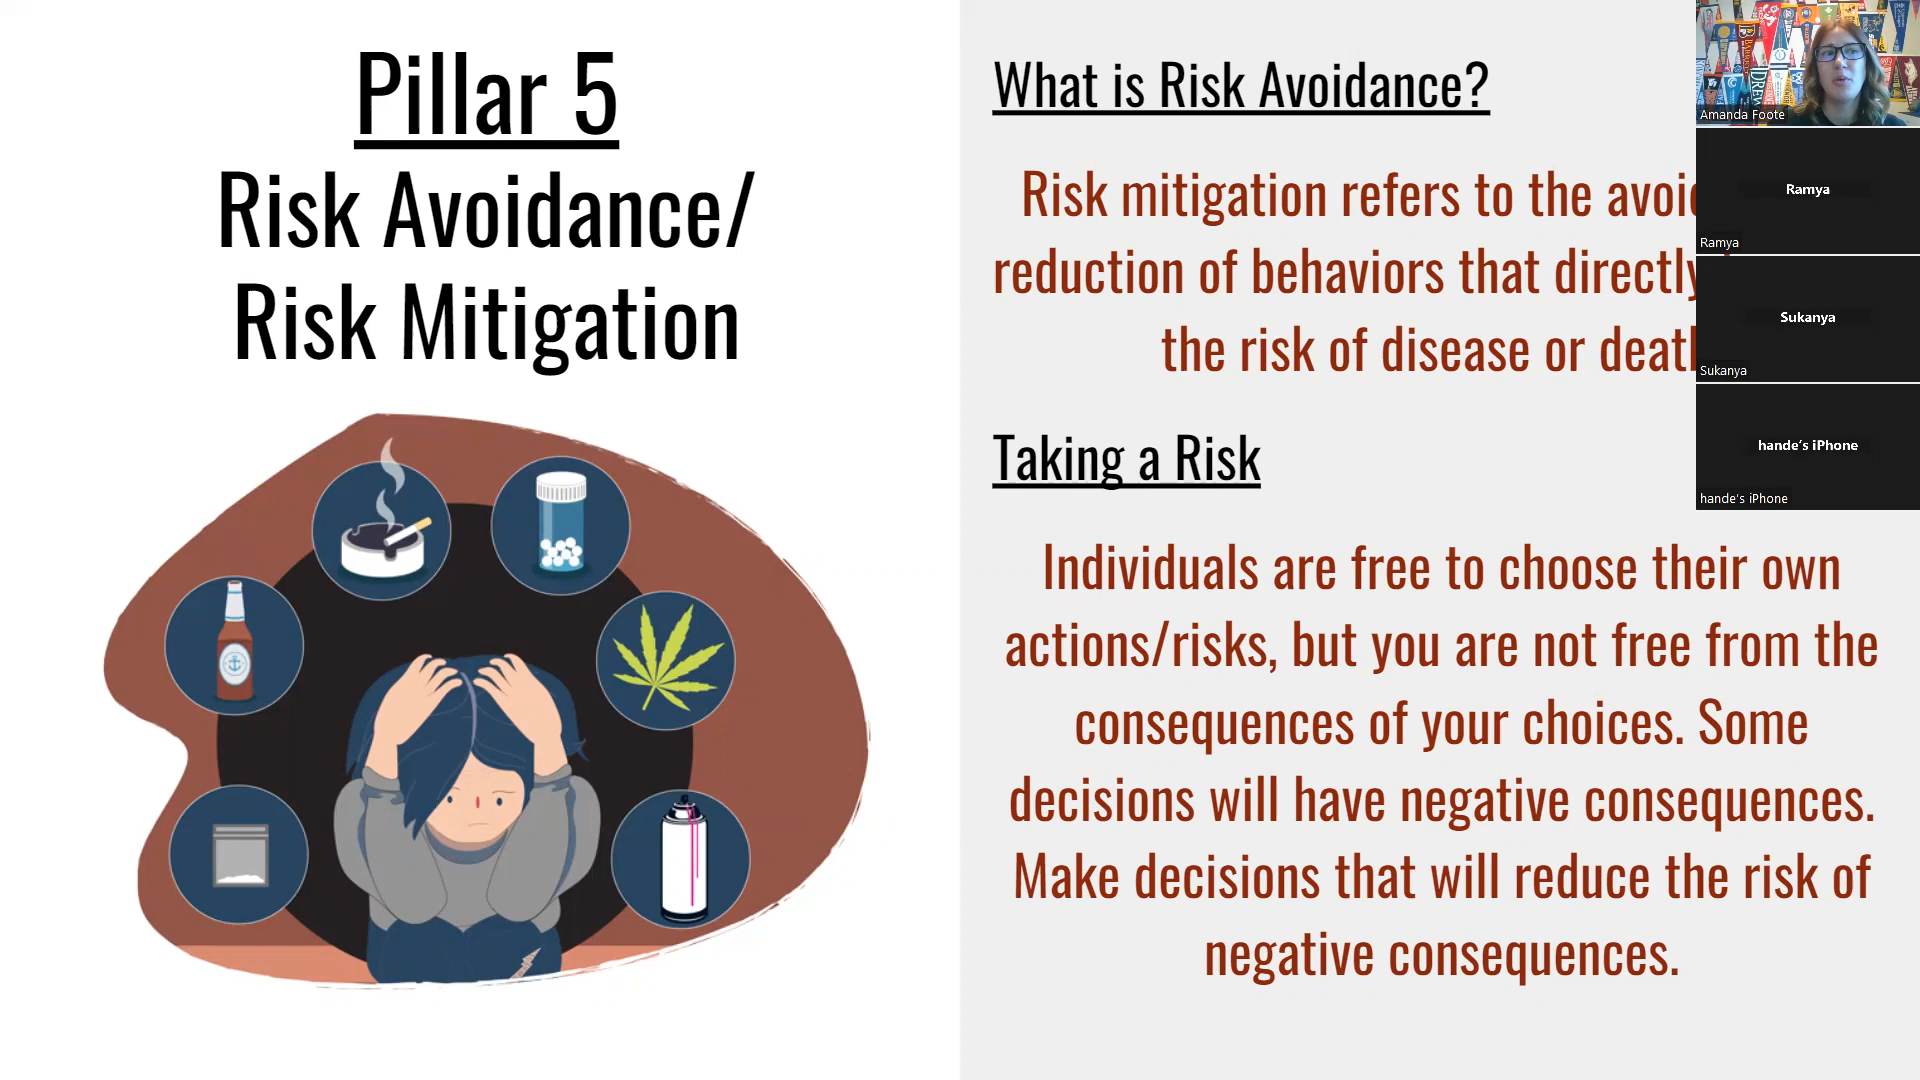 Pillar 5
Risk Avoidance/
Risk Mitigation
What is Risk Avoidance?
Risk mitigation refers to the
reduction of behaviors that directly
the risk of disease or
Taking a Risk
Individuals are free to choose their own
actions/risks, but you are not free from the
consequences of your choices. Some
decisions will have negative consequences.
Make decisions that will reduce the risk of
negative consequences.
Amanda Foote
Ramya
Ramya
Sukanya
Sukanya
hande's iPhone
hande's iPhone
DREW